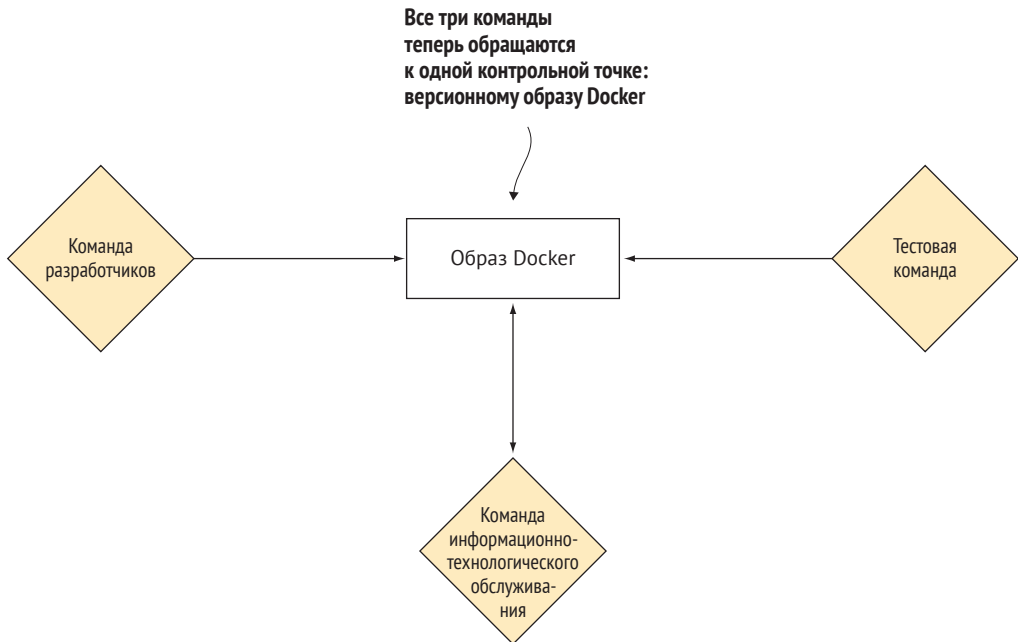 Все три команды
теперь обращаются
к одной контрольной точке:
версионному образу Docker
Команда
разработчиков
Образ Docker
Тестовая
команда
Команда
информационно-
технологического
обслужива-
ния